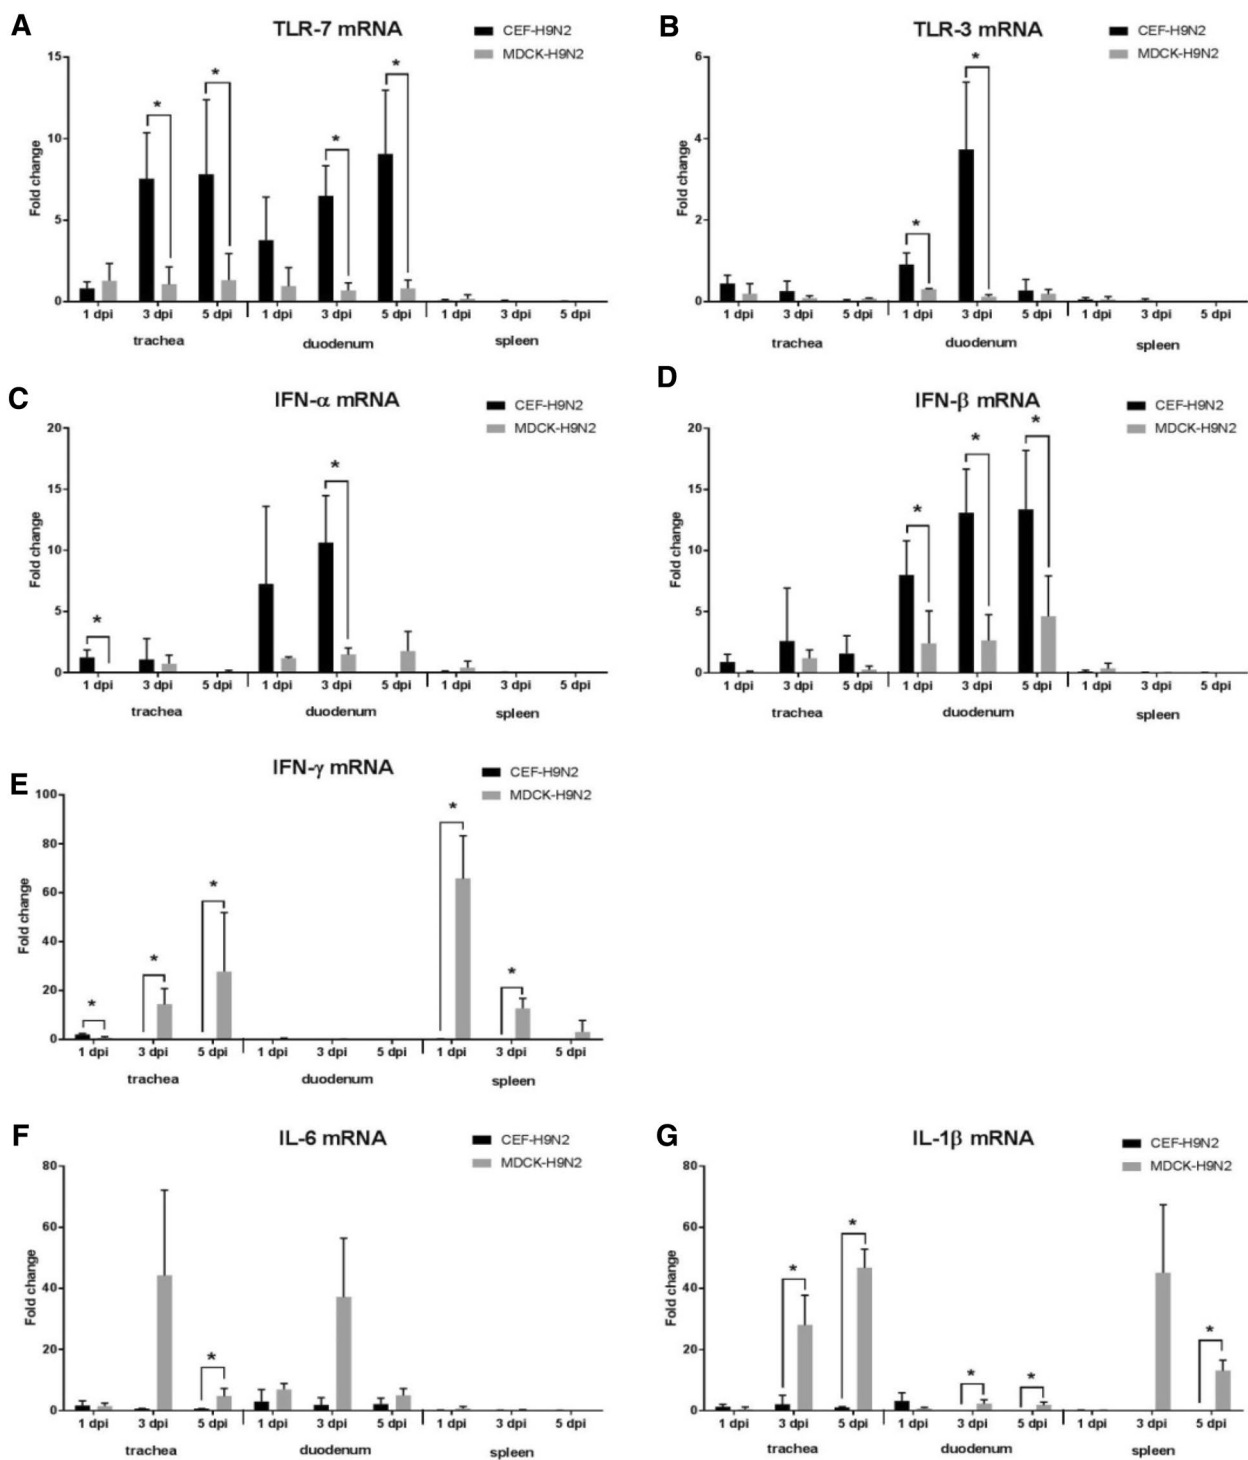 A
TLR-7 mRNA
CEF-H9N2
MDCK-H9N2
Fold change
15
10
5
0
* * * *
1 dpi 3 dpi 5 dpi 1 dpi 3 dpi 5 dpi 1 dpi 3 dpi 5 dpi
trachea duodenum spleen
B
TLR-3 mRNA
CEF-H9N2
MDCK-H9N2
Fold change
6
4
2
0
* *
1 dpi 3 dpi 5 dpi 1 dpi 3 dpi 5 dpi 1 dpi 3 dpi 5 dpi
trachea duodenum spleen
C
IFN-α mRNA
CEF-H9N2
MDCK-H9N2
Fold change
20
15
10
5
0
* *
1 dpi 3 dpi 5 dpi 1 dpi 3 dpi 5 dpi 1 dpi 3 dpi 5 dpi
trachea duodenum spleen
D
IFN-β mRNA
CEF-H9N2
MDCK-H9N2
Fold change
20
15
10
5
0
* * *
1 dpi 3 dpi 5 dpi 1 dpi 3 dpi 5 dpi 1 dpi 3 dpi 5 dpi
trachea duodenum spleen
E
IFN-γ mRNA
CEF-H9N2
MDCK-H9N2
Fold change
100
80
60
40
20
0
* * * * *
1 dpi 3 dpi 5 dpi 1 dpi 3 dpi 5 dpi 1 dpi 3 dpi 5 dpi
trachea duodenum spleen
F
IL-6 mRNA
CEF-H9N2
MDCK-H9N2
Fold change
80
60
40
20
0
*
1 dpi 3 dpi 5 dpi 1 dpi 3 dpi 5 dpi 1 dpi 3 dpi 5 dpi
trachea duodenum spleen
G
IL-1β mRNA
CEF-H9N2
MDCK-H9N2
Fold change
80
60
40
20
0
* * * * *
1 dpi 3 dpi 5 dpi 1 dpi 3 dpi 5 dpi 1 dpi 3 dpi 5 dpi
trachea duodenum spleen